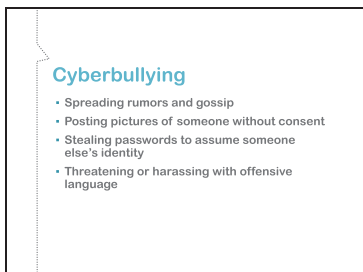 Cyberbullying
▪ Spreading rumors and gossip
▪ Posting pictures of someone without consent
▪ Stealing passwords to assume someone
else's identity
▪ Threatening or harassing with offensive
language